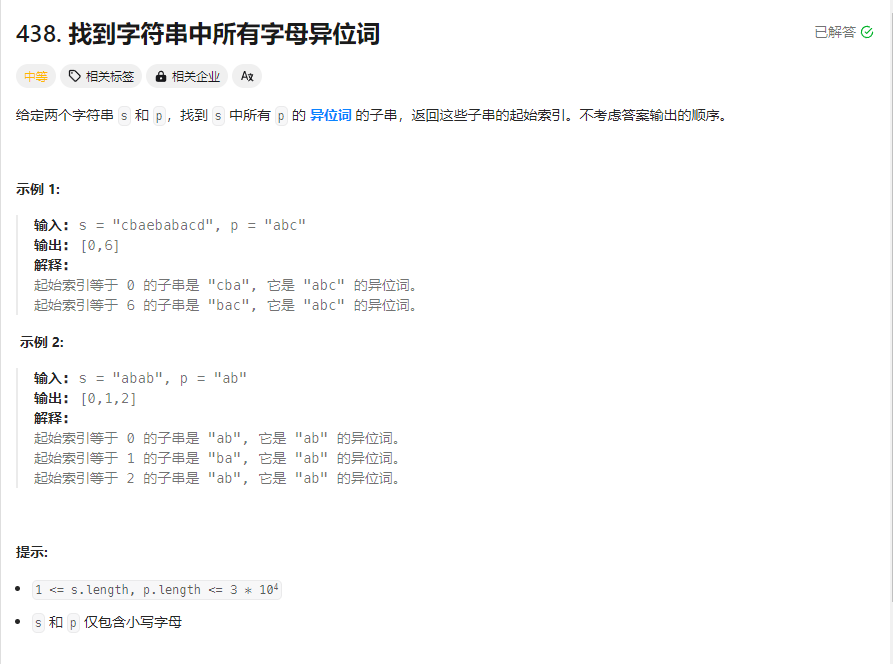 438. 找到字符串中所有字母异位词
已解答
中等 相关标签 相关企业 Aあ
给定两个字符串 s 和 p，找到 s 中所有 p 的 异位词 的子串，返回这些子串的起始索引。不考虑答案输出的顺序。
示例 1:
输入: s = "cbaebabacd", p = "abc"
输出: [0,6]
解释:
起始索引等于 0 的子串是 "cba", 它是 "abc" 的异位词。
起始索引等于 6 的子串是 "bac", 它是 "abc" 的异位词。
示例 2:
输入: s = "abab", p = "ab"
输出: [0,1,2]
解释:
起始索引等于 0 的子串是 "ab", 它是 "ab" 的异位词。
起始索引等于 1 的子串是 "ba", 它是 "ab" 的异位词。
起始索引等于 2 的子串是 "ab", 它是 "ab" 的异位词。
提示:
1 <= s.length, p.length <= 3 * 10⁴
s 和 p 仅包含小写字母